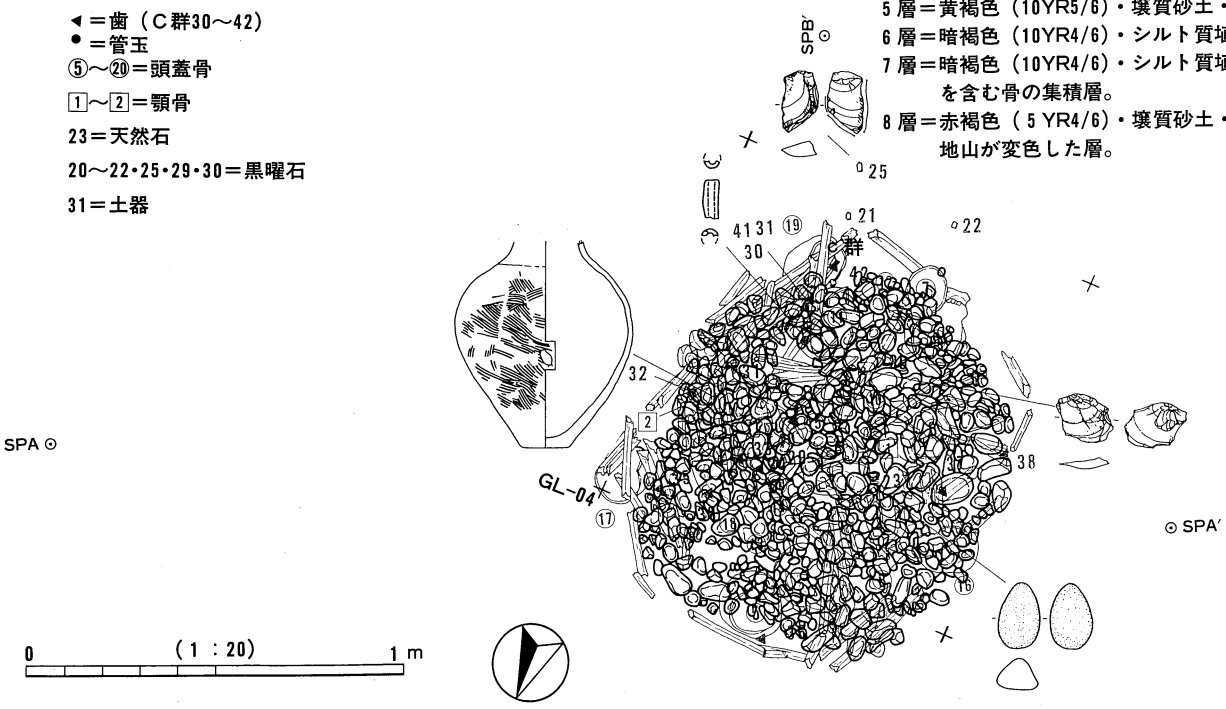 ◀＝歯（C群30～42）
●＝管玉
⑤～⑳＝頭蓋骨
1～2＝顎骨
23＝天然石
20～22・25・29・30＝黒曜石
31＝土器
5層＝黄褐色（10YR5/6）・壌質砂土・
6層＝暗褐色（10YR4/6）・シルト質埴
7層＝暗褐色（10YR4/6）・シルト質埴
を含む骨の集積層。
8層＝赤褐色（5YR4/6）・壌質砂土・
地山が変色した層。
SPB′
25
21
22
41 31 ⑲
30
C群
31
32
2
38
SPA
GL-04
⑰
⑱
SPA′
⑯
0 （1：20） 1m